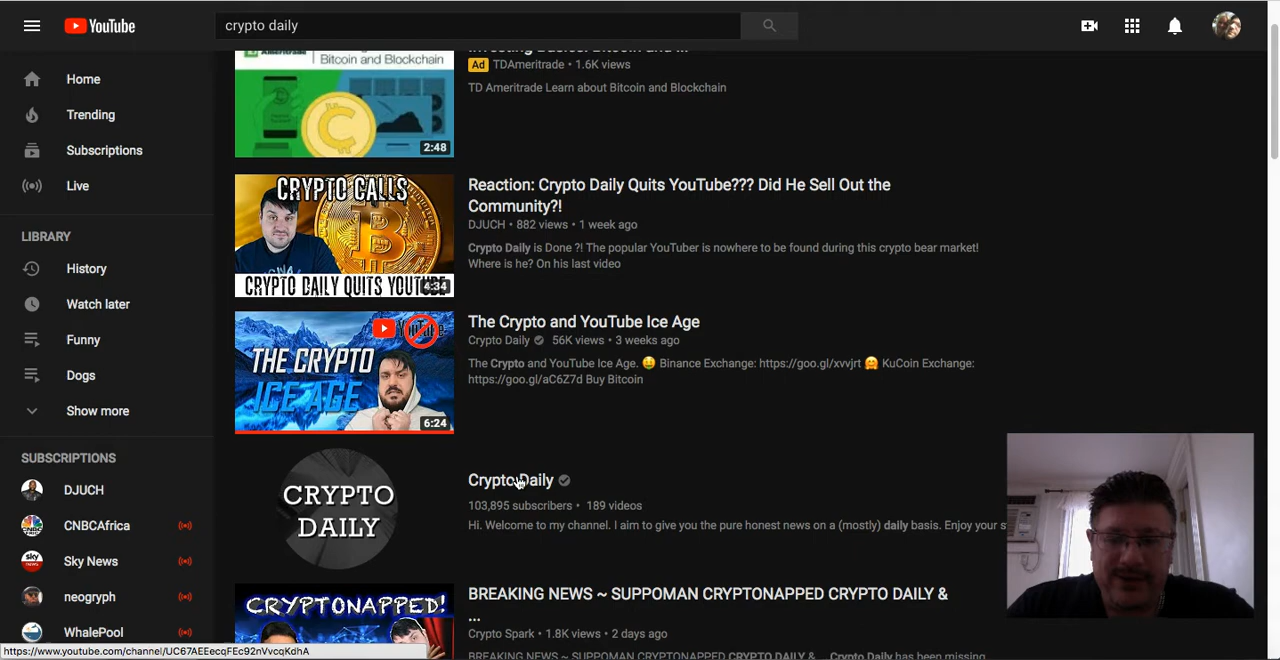 YouTube
crypto daily
Home
Trending
Subscriptions
Live
LIBRARY
History
Watch later
Funny
Dogs
Show more
SUBSCRIPTIONS
DJUCH
CNBCAfrica
Sky News
neogryph
WhalePool
Ameritrade
Bitcoin and Blockchain
2:48
Investing Basics: Bitcoin and ...
Ad TDAmeritrade • 1.6K views
TD Ameritrade Learn about Bitcoin and Blockchain
CRYPTO CALLS
CRYPTO DAILY QUITS YOUTUBE
4:34
Reaction: Crypto Daily Quits YouTube??? Did He Sell Out the
Community?!
DJUCH • 882 views • 1 week ago
Crypto Daily is Done ?! The popular YouTuber is nowhere to be found during this crypto bear market!
Where is he? On his last video
YouTube
THE CRYPTO
ICE AGE
6:24
The Crypto and YouTube Ice Age
Crypto Daily 56K views • 3 weeks ago
The Crypto and YouTube Ice Age. 🤑 Binance Exchange: https://goo.gl/xvvjrt 🤗 KuCoin Exchange:
https://goo.gl/aC6Z7d Buy Bitcoin
CRYPTO
DAILY
Crypto Daily
103,895 subscribers • 189 videos
Hi. Welcome to my channel. I aim to give you the pure honest news on a (mostly) daily basis. Enjoy your s
CRYPTONAPPED!
BREAKING NEWS ~ SUPPOMAN CRYPTONAPPED CRYPTO DAILY &
...
Crypto Spark • 1.8K views • 2 days ago
BREAKING NEWS ~ SUPPOMAN CRYPTONAPPED CRYPTO DAILY & ... Crypto Daily has been missing
https://www.youtube.com/channel/UC67AEEecqFEc92nVvcqKdhA